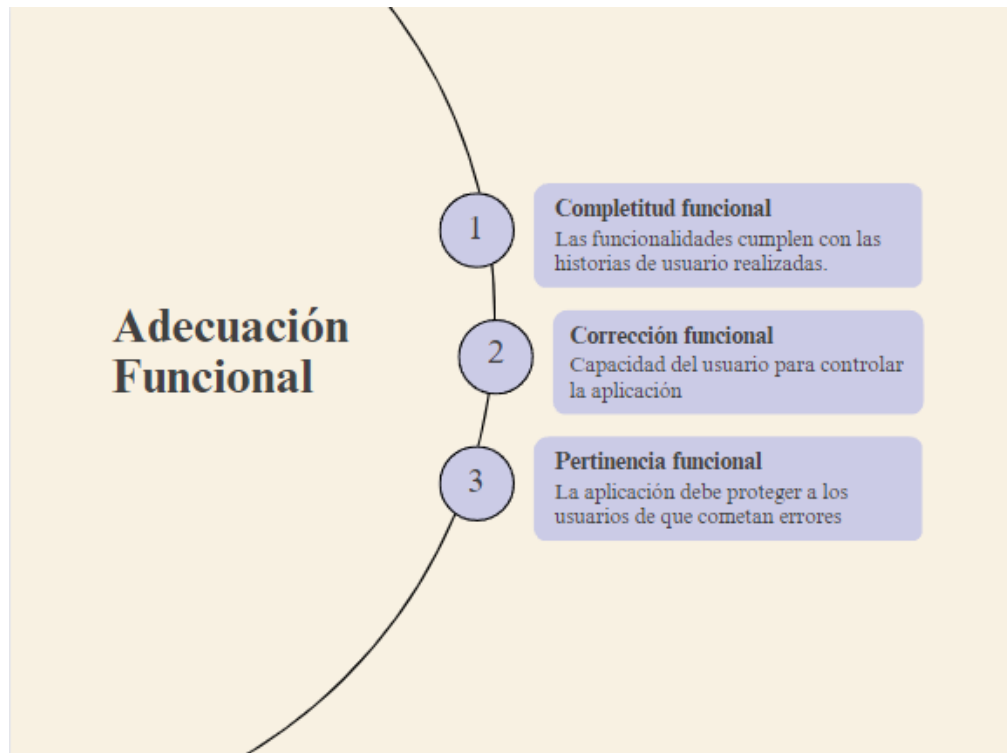 Adecuación
Funcional
1
Completitud funcional
Las funcionalidades cumplen con las
historias de usuario realizadas.
2
Corrección funcional
Capacidad del usuario para controlar
la aplicación
3
Pertinencia funcional
La aplicación debe proteger a los
usuarios de que cometan errores